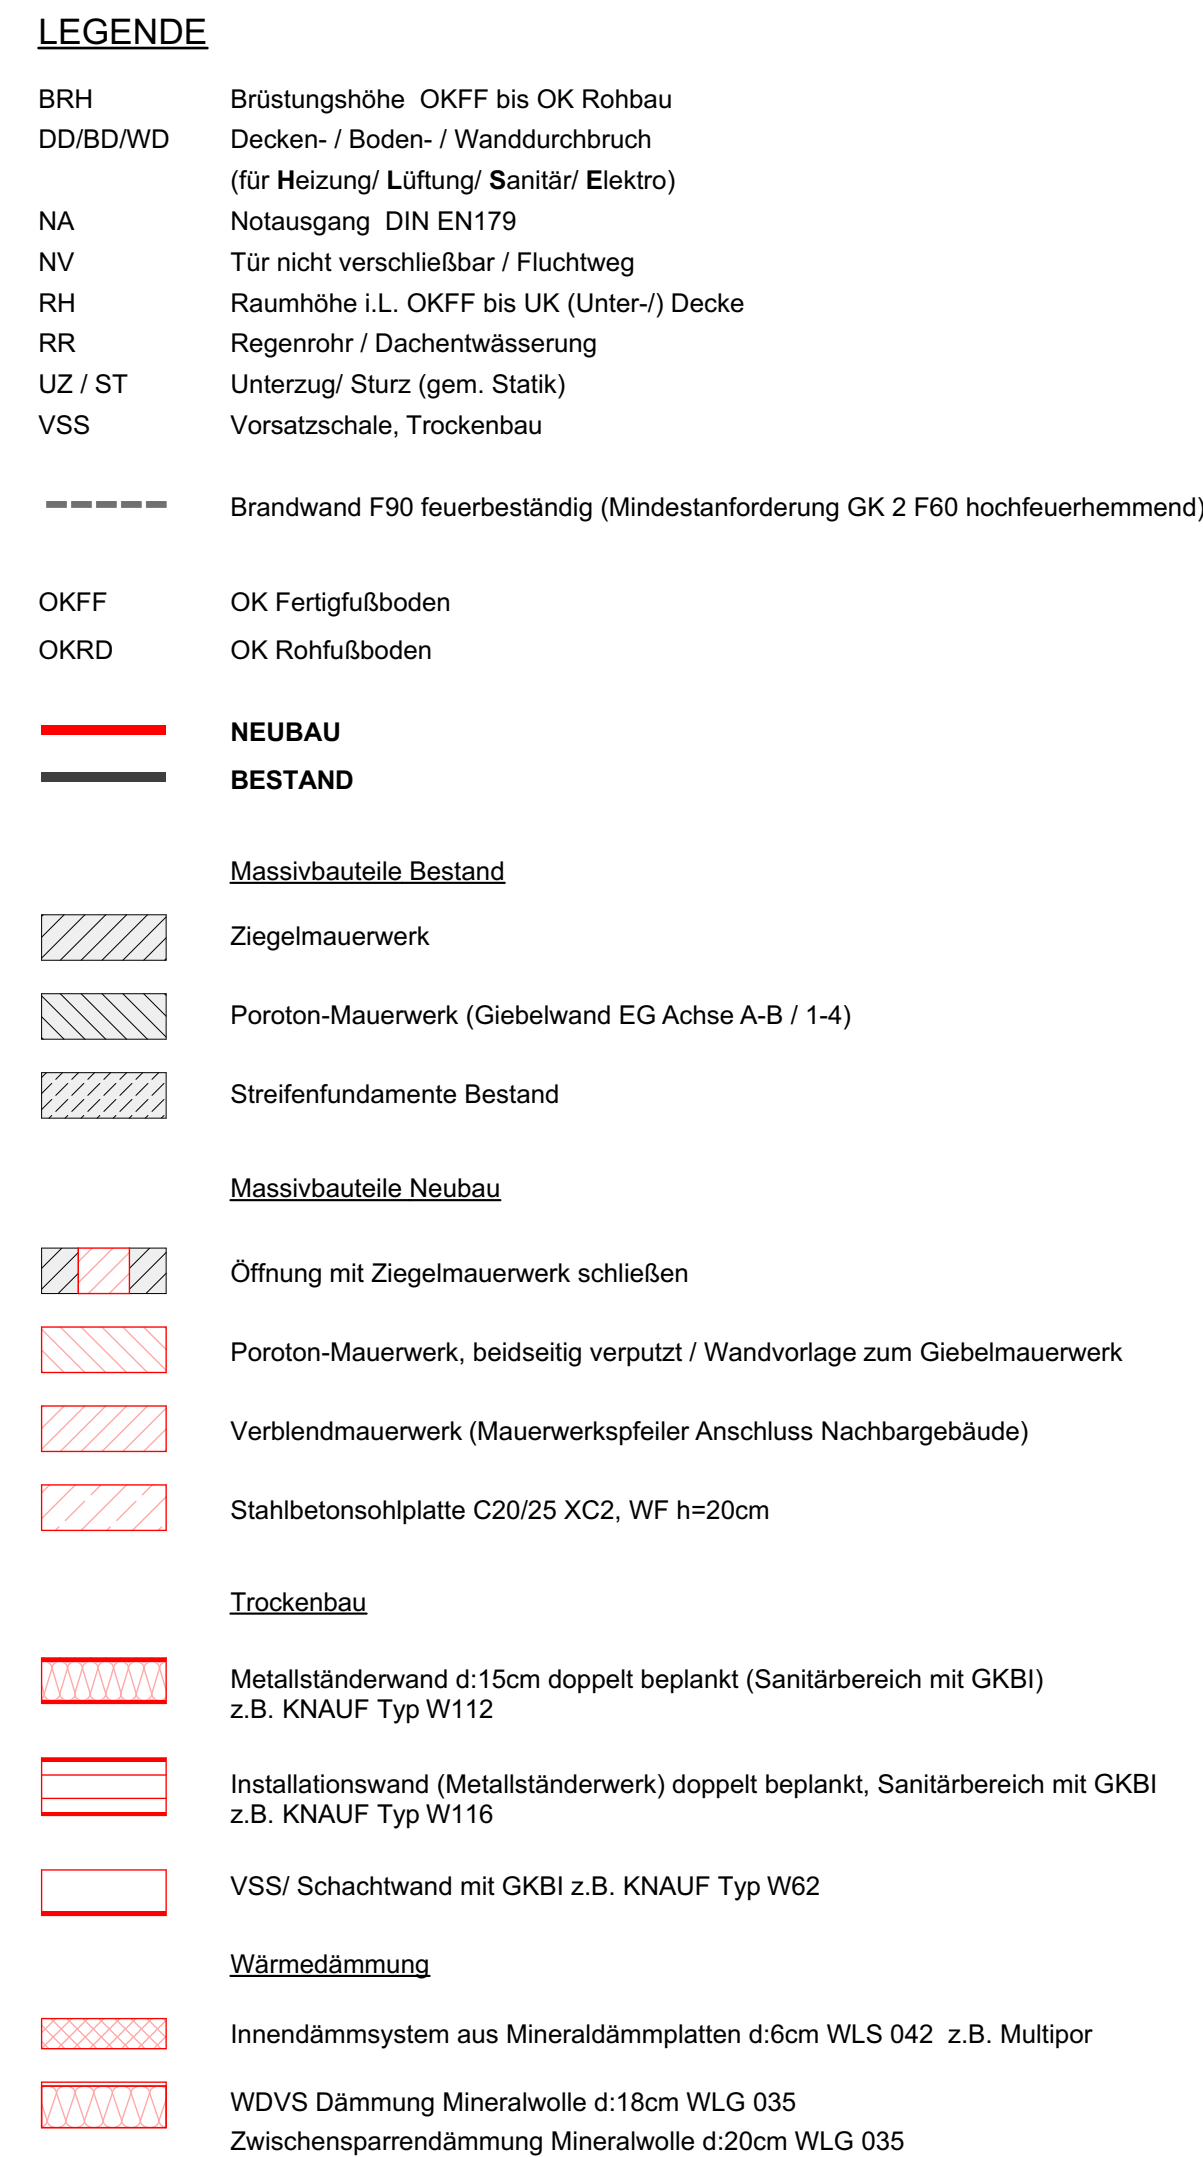 LEGENDE
BRH Brüstungshöhe OKFF bis OK Rohbau
DD/BD/WD Decken- / Boden- / Wanddurchbruch
(für Heizung/ Lüftung/ Sanitär/ Elektro)
NA Notausgang DIN EN179
NV Tür nicht verschließbar / Fluchtweg
RH Raumhöhe i.L. OKFF bis UK (Unter-/) Decke
RR Regenrohr / Dachentwässerung
UZ / ST Unterzug/ Sturz (gem. Statik)
VSS Vorsatzschale, Trockenbau
Brandwand F90 feuerbeständig (Mindestanforderung GK 2 F60 hochfeuerhemmend)
OKFF OK Fertigfußboden
OKRD OK Rohfußboden
NEUBAU
BESTAND
Massivbauteile Bestand
Ziegelmauerwerk
Poroton-Mauerwerk (Giebelwand EG Achse A-B / 1-4)
Streifenfundamente Bestand
Massivbauteile Neubau
Öffnung mit Ziegelmauerwerk schließen
Poroton-Mauerwerk, beidseitig verputzt / Wandvorlage zum Giebelmauerwerk
Verblendmauerwerk (Mauerwerkspfeiler Anschluss Nachbargebäude)
Stahlbetonsohlplatte C20/25 XC2, WF h=20cm
Trockenbau
Metallständerwand d:15cm doppelt beplankt (Sanitärbereich mit GKBI)
z.B. KNAUF Typ W112
Installationswand (Metallständerwerk) doppelt beplankt, Sanitärbereich mit GKBI
z.B. KNAUF Typ W116
VSS/ Schachtwand mit GKBI z.B. KNAUF Typ W62
Wärmedämmung
Innendämmsystem aus Mineraldämmplatten d:6cm WLS 042 z.B. Multipor
WDVS Dämmung Mineralwolle d:18cm WLG 035
Zwischensparrendämmung Mineralwolle d:20cm WLG 035